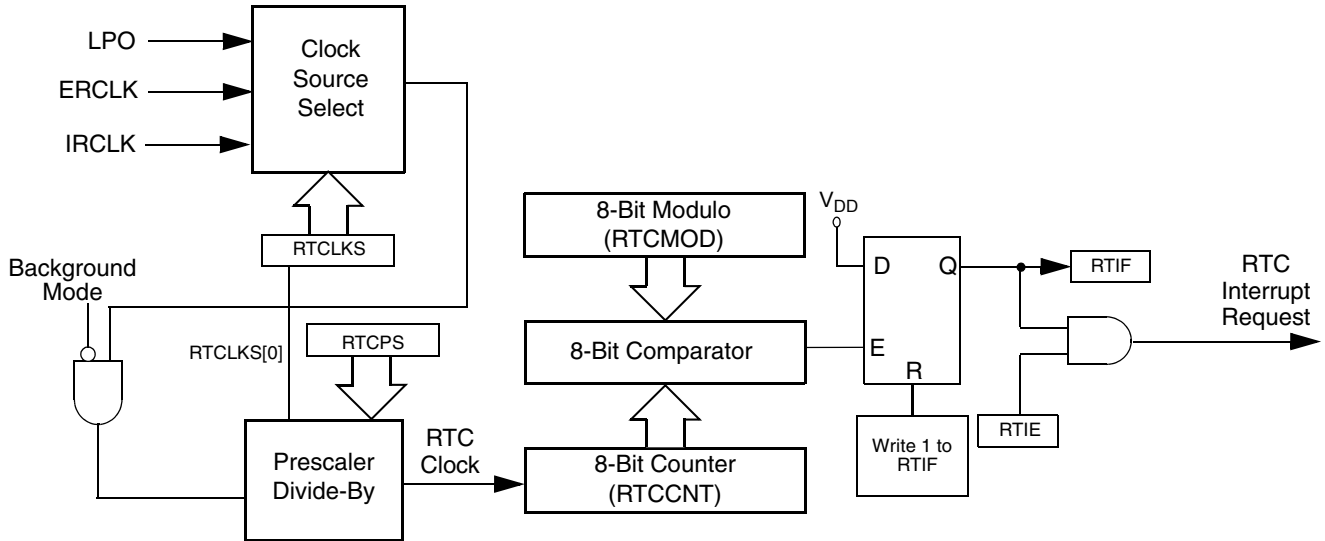 LPO
ERCLK
IRCLK
Clock
Source
Select
RTCLKS
Background
Mode
RTCLKS[0]
RTCPS
Prescaler
Divide-By
RTC
Clock
8-Bit Modulo
(RTCMOD)
8-Bit Comparator
8-Bit Counter
(RTCCNT)
VDD
D
Q
E
R
Write 1 to
RTIF
RTIF
RTIE
RTC
Interrupt
Request